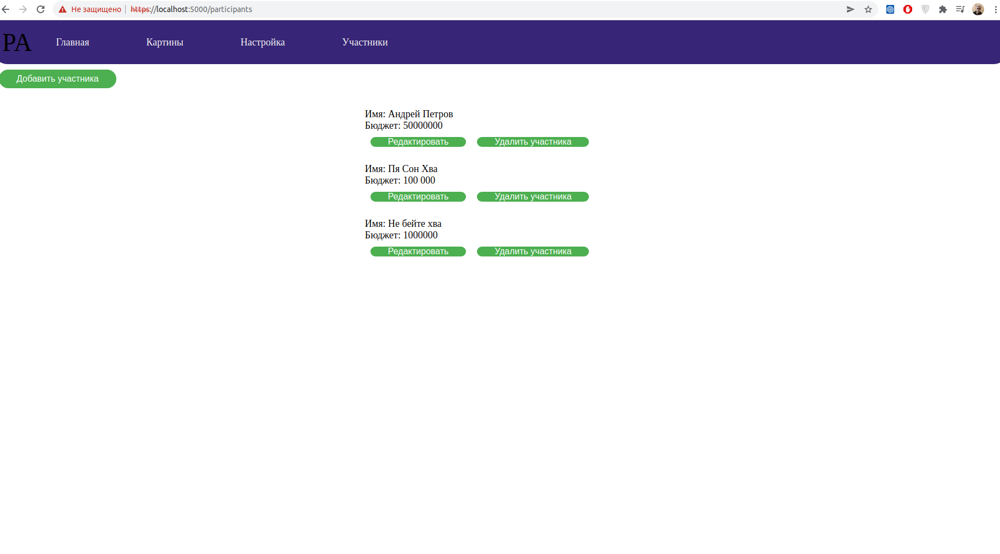 Не защищено https://localhost:5000/participants
РА Главная Картины Настройка Участники
Добавить участника
Имя: Андрей Петров
Бюджет: 50000000
Редактировать Удалить участника
Имя: Пя Сон Хва
Бюджет: 100 000
Редактировать Удалить участника
Имя: Не бейте хва
Бюджет: 1000000
Редактировать Удалить участника